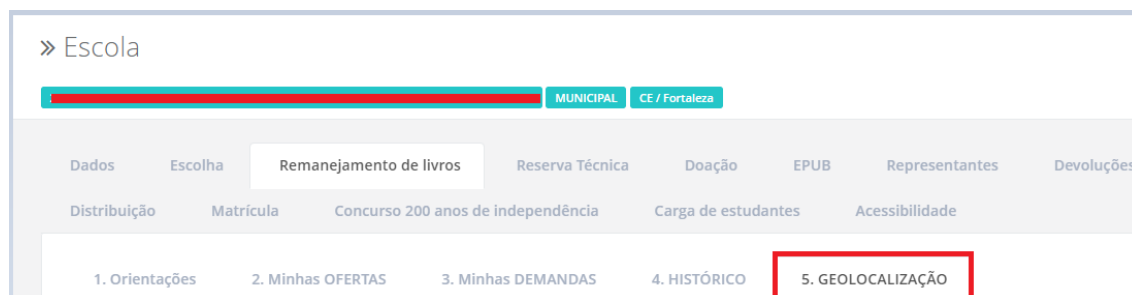 » Escola
MUNICIPAL CE / Fortaleza
Dados Escolha Remanejamento de livros Reserva Técnica Doação EPUB Representantes Devoluções
Distribuição Matrícula Concurso 200 anos de independência Carga de estudantes Acessibilidade
1. Orientações 2. Minhas OFERTAS 3. Minhas DEMANDAS 4. HISTÓRICO 5. GEOLOCALIZAÇÃO